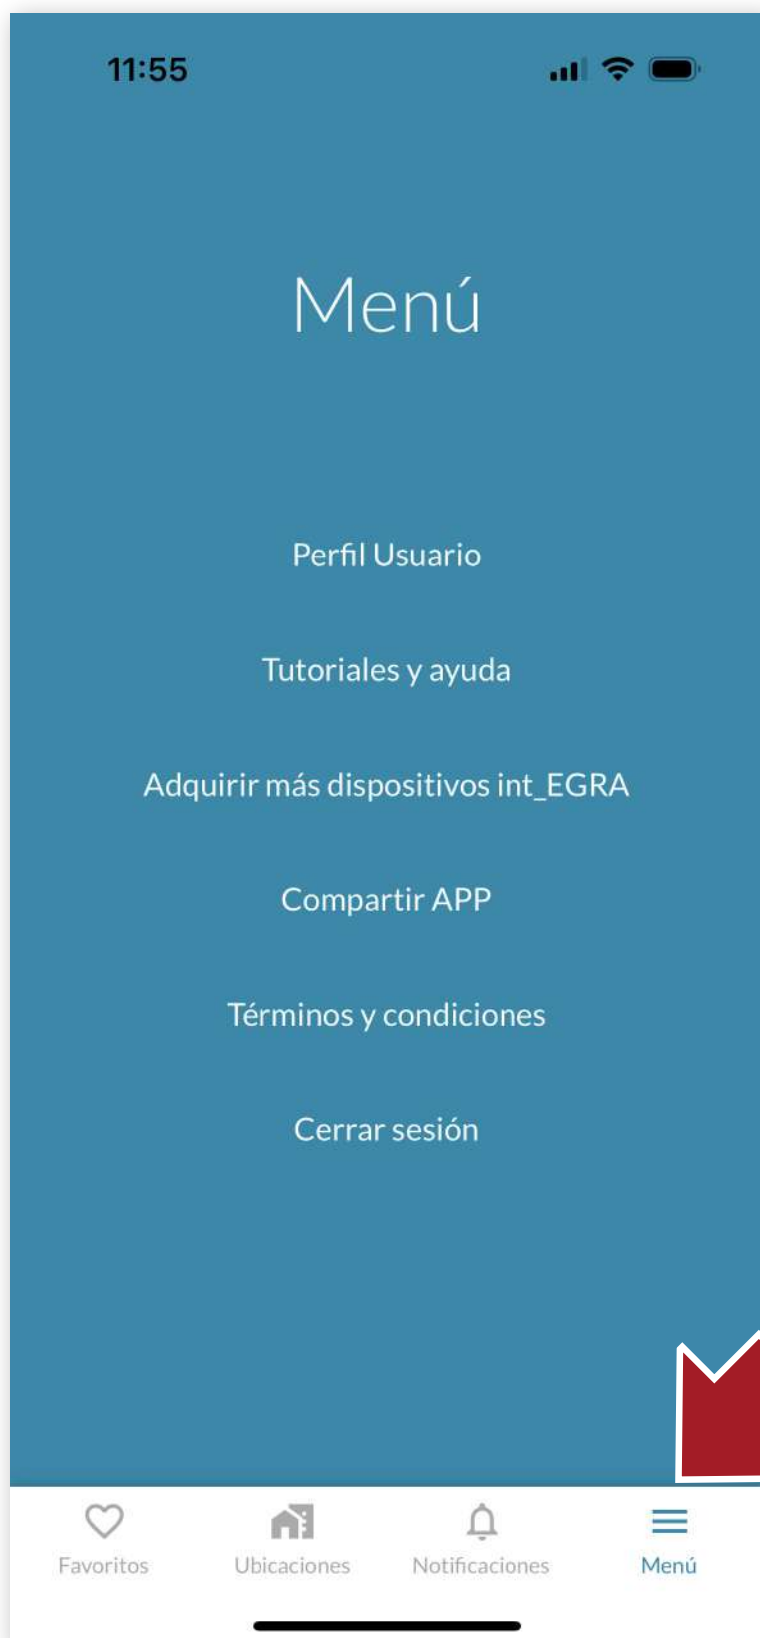 11:55
Menú
Perfil Usuario
Tutoriales y ayuda
Adquirir más dispositivos int_EGRA
Compartir APP
Términos y condiciones
Cerrar sesión
Favoritos Ubicaciones Notificaciones Menú